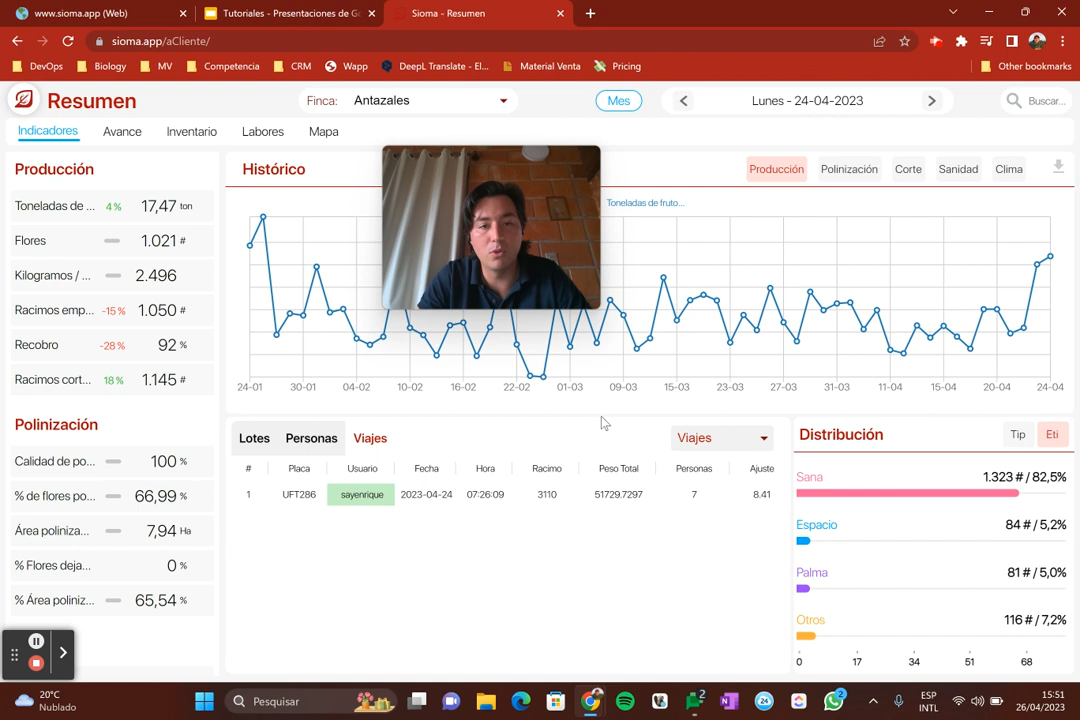 www.sioma.app (Web)
Tutoriales - Presentaciones de Go
Sioma - Resumen
sioma.app/aCliente/
DevOps
Biology
MV
Competencia
CRM
Wapp
DeepL Translate - El...
Material Venta
Pricing
Other bookmarks
Resumen
Finca: Antazales
Mes
Lunes - 24-04-2023
Buscar...
Indicadores
Avance
Inventario
Labores
Mapa
Producción
Toneladas de ... 4 % 17,47 ton
Flores 1.021 #
Kilogramos / ... 2.496
Racimos emp... -15 % 1.050 #
Recobro -28 % 92 %
Racimos cort... 18 % 1.145 #
Polinización
Calidad de po... 100 %
% de flores po... 66,99 %
Área poliniza... 7,94 Ha
% Flores deja... 0 %
% Área poliniz... 65,54 %
Histórico
Producción
Polinización
Corte
Sanidad
Clima
Toneladas de fruto...
24-01 30-01 04-02 10-02 16-02 22-02 01-03 09-03 15-03 23-03 27-03 31-03 11-04 15-04 20-04 24-04
Lotes
Personas
Viajes
Viajes
# Placa Usuario Fecha Hora Racimo Peso Total Personas Ajuste
1 UFT286 sayenrique 2023-04-24 07:26:09 3110 51729.7297 7 8.41
Distribución
Tip
Eti
Sana 1.323 # / 82,5%
Espacio 84 # / 5,2%
Palma 81 # / 5,0%
Otros 116 # / 7,2%
0 17 34 51 68
20°C
Nublado
Pesquisar
2
24
2
ESP
INTL
15:51
26/04/2023